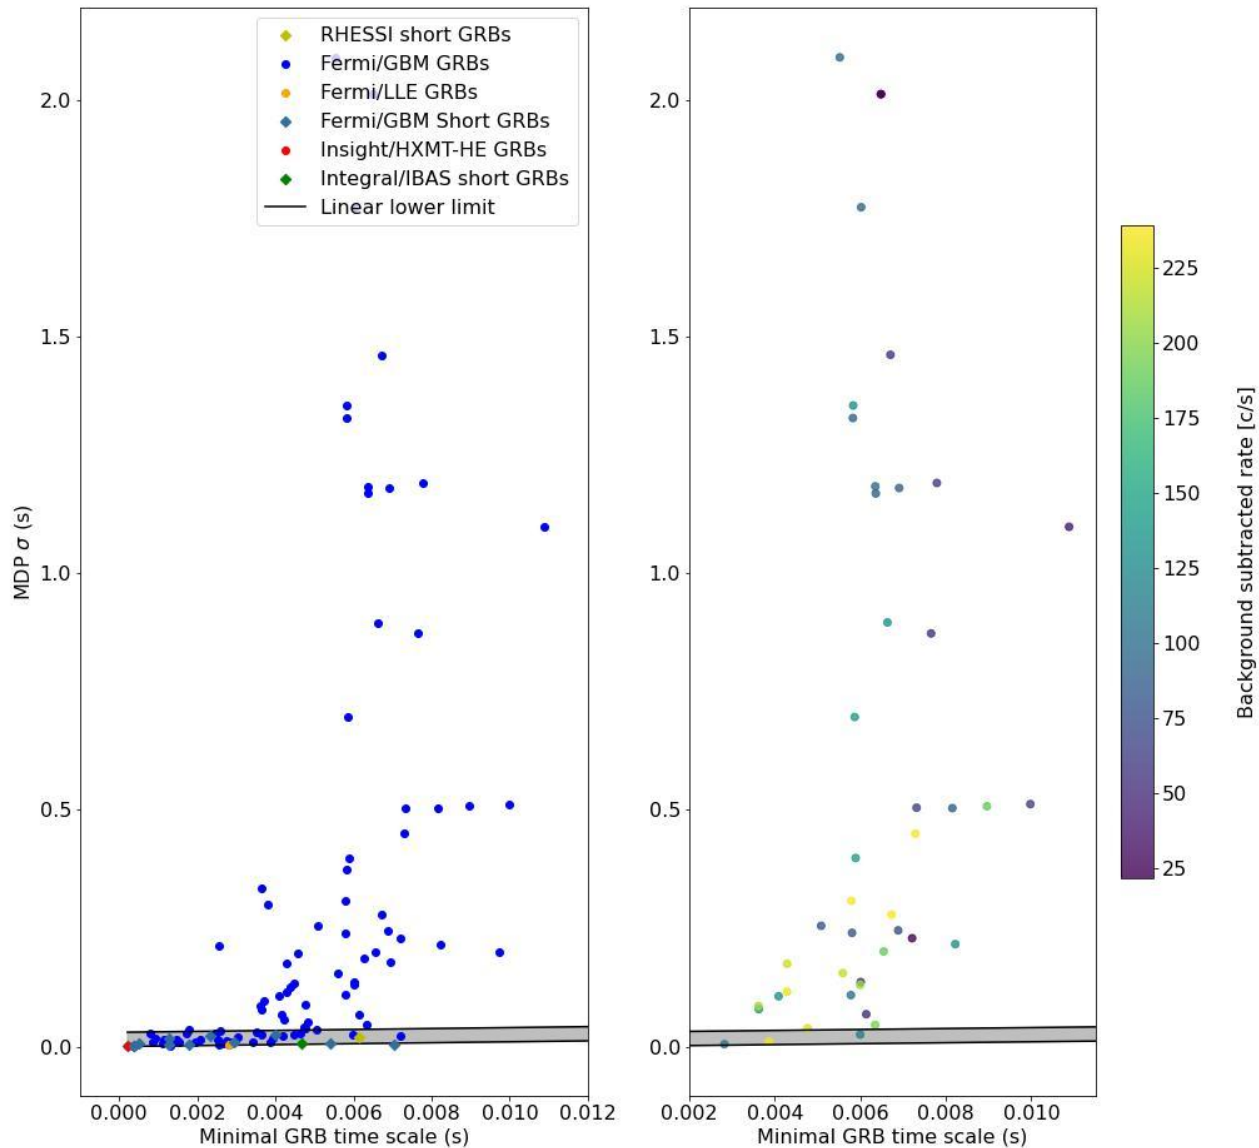 RHESSI short GRBs
Fermi/GBM GRBs
Fermi/LLE GRBs
Fermi/GBM Short GRBs
Insight/HXMT-HE GRBs
Integral/IBAS short GRBs
Linear lower limit
MDP σ (s)
2.0
1.5
1.0
0.5
0.0
0.000 0.002 0.004 0.006 0.008 0.010 0.012
Minimal GRB time scale (s)
2.0
1.5
1.0
0.5
0.0
0.002 0.004 0.006 0.008 0.010
Minimal GRB time scale (s)
225
200
175
150
125
100
75
50
25
Background subtracted rate [c/s]